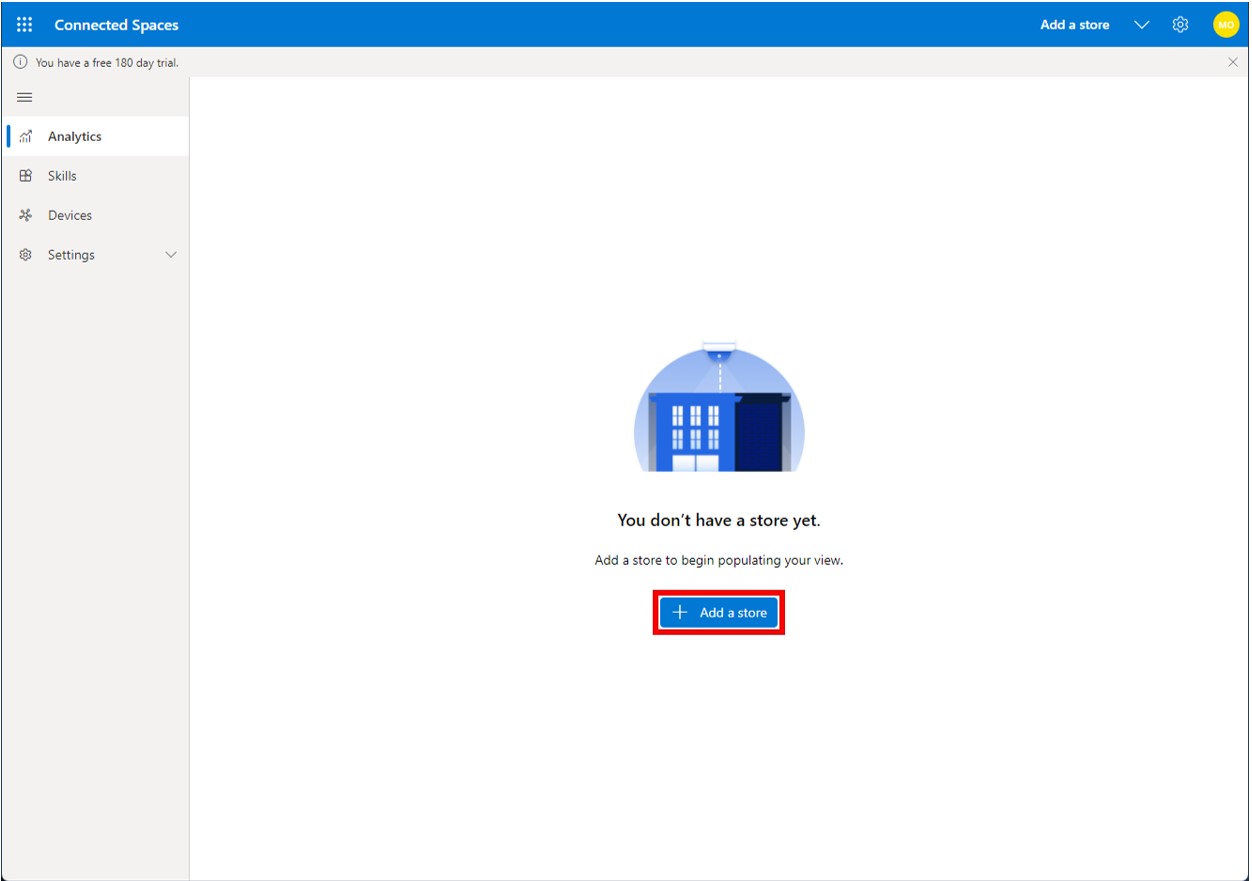 Connected Spaces
Add a store
MO
You have a free 180 day trial.
Analytics
Skills
Devices
Settings
You don't have a store yet.
Add a store to begin populating your view.
Add a store